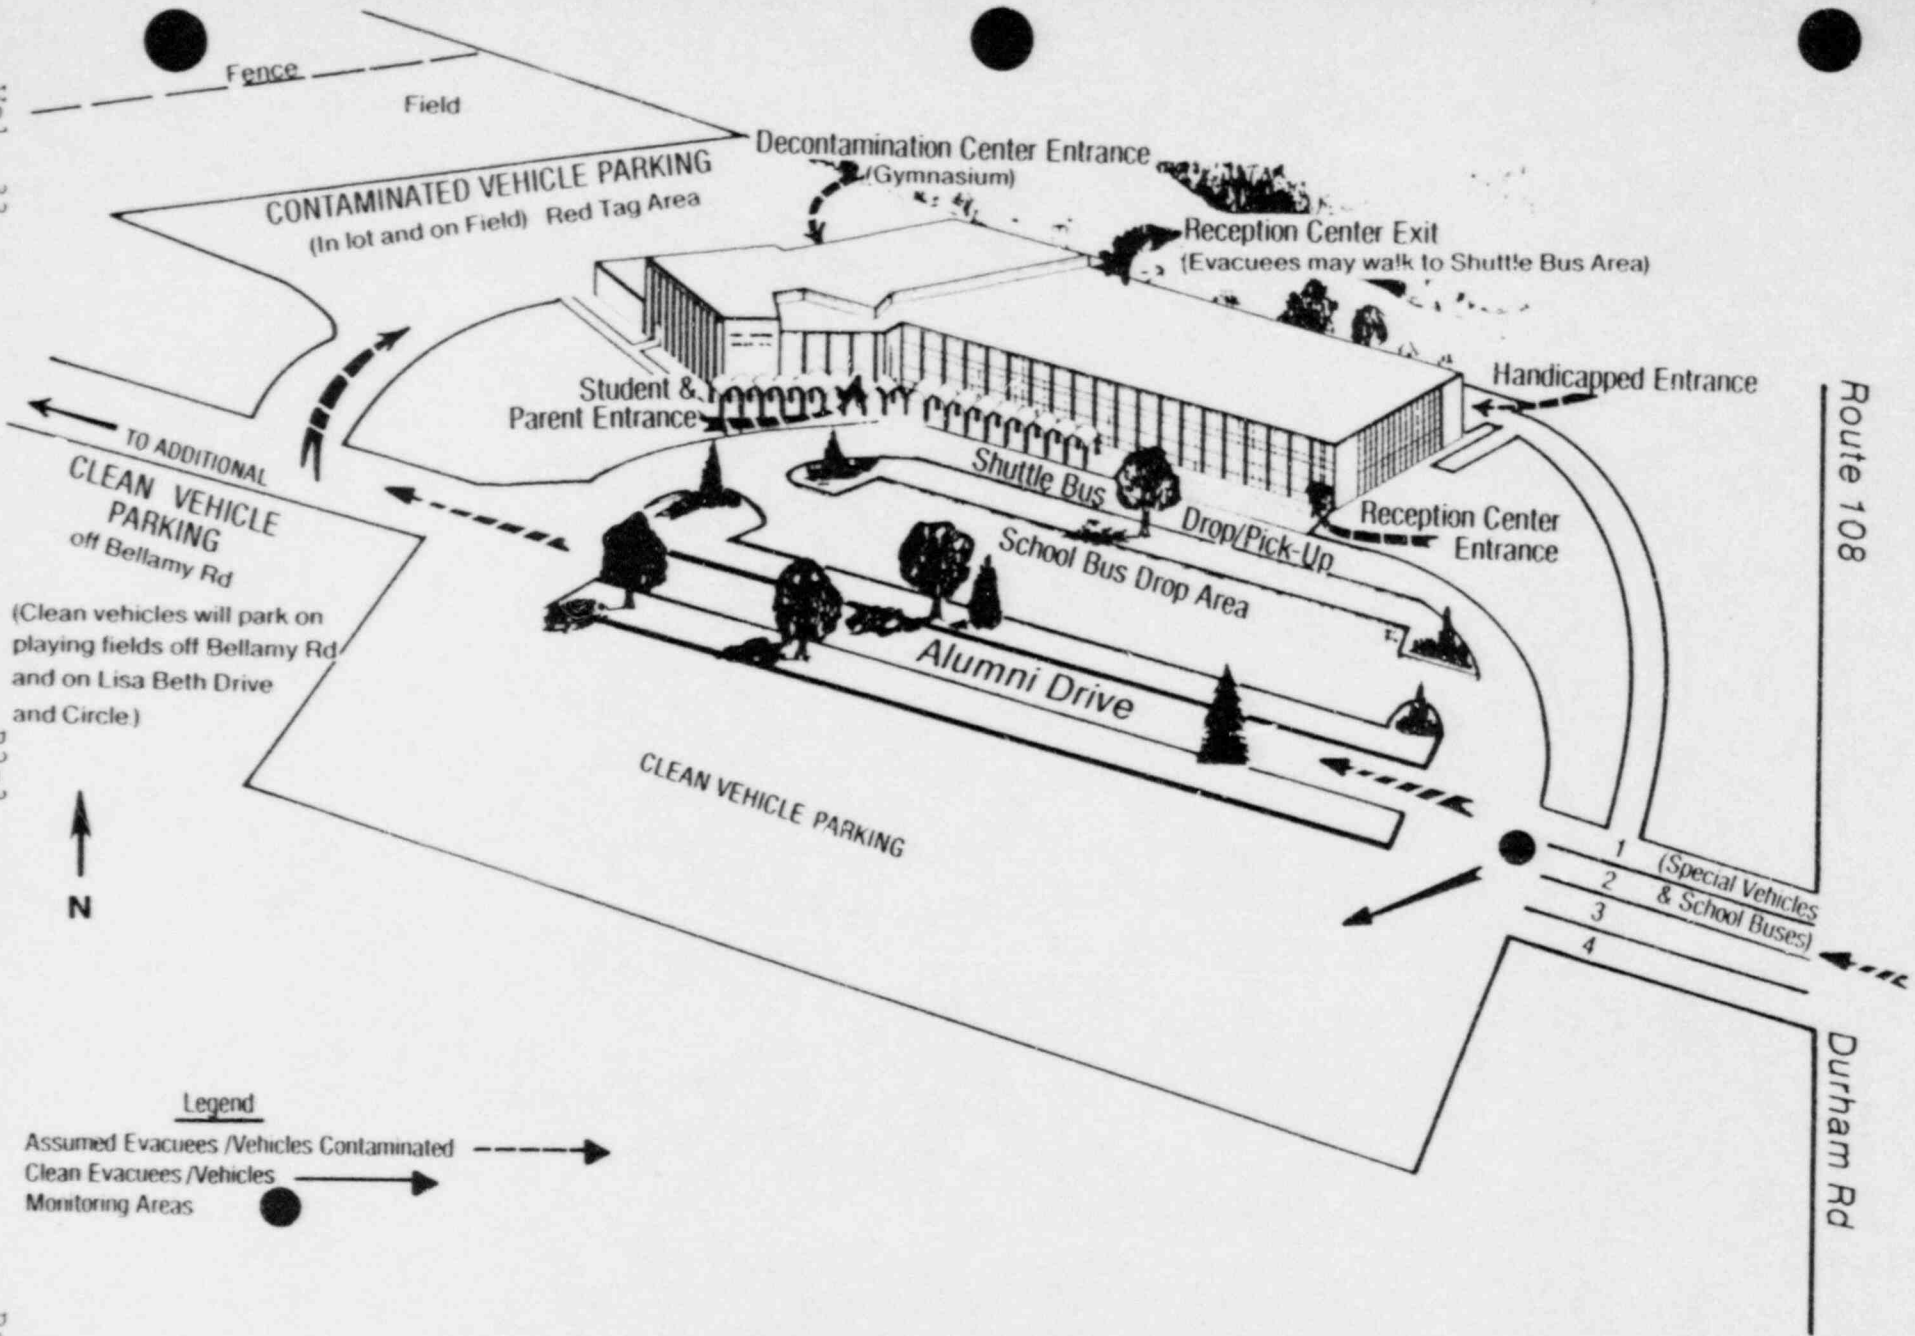 Fence
Field
CONTAMINATED VEHICLE PARKING
(In lot and on Field) Red Tag Area
Decontamination Center Entrance
(Gymnasium)
Reception Center Exit
(Evacuees may walk to Shuttle Bus Area)
Handicapped Entrance
Route 108
Student &
Parent Entrance
TO ADDITIONAL
CLEAN VEHICLE
PARKING
off Bellamy Rd
(Clean vehicles will park on
playing fields off Bellamy Rd
and on Lisa Beth Drive
and Circle)
Shuttle Bus
Drop/Pick-Up
Reception Center
Entrance
School Bus Drop Area
Alumni Drive
CLEAN VEHICLE PARKING
1 (Special Vehicles
2 & School Buses)
3
4
N
Durham Rd
Legend
Assumed Evacuees /Vehicles Contaminated
Clean Evacuees /Vehicles
Monitoring Areas